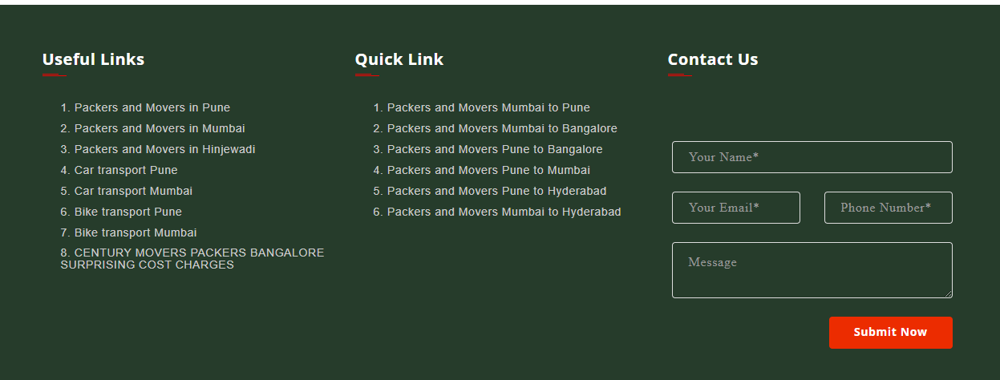 Useful Links
1. Packers and Movers in Pune
2. Packers and Movers in Mumbai
3. Packers and Movers in Hinjewadi
4. Car transport Pune
5. Car transport Mumbai
6. Bike transport Pune
7. Bike transport Mumbai
8. CENTURY MOVERS PACKERS BANGALORE
SURPRISING COST CHARGES
Quick Link
1. Packers and Movers Mumbai to Pune
2. Packers and Movers Mumbai to Bangalore
3. Packers and Movers Pune to Bangalore
4. Packers and Movers Pune to Mumbai
5. Packers and Movers Pune to Hyderabad
6. Packers and Movers Mumbai to Hyderabad
Contact Us
Your Name*
Your Email*
Phone Number*
Message
Submit Now